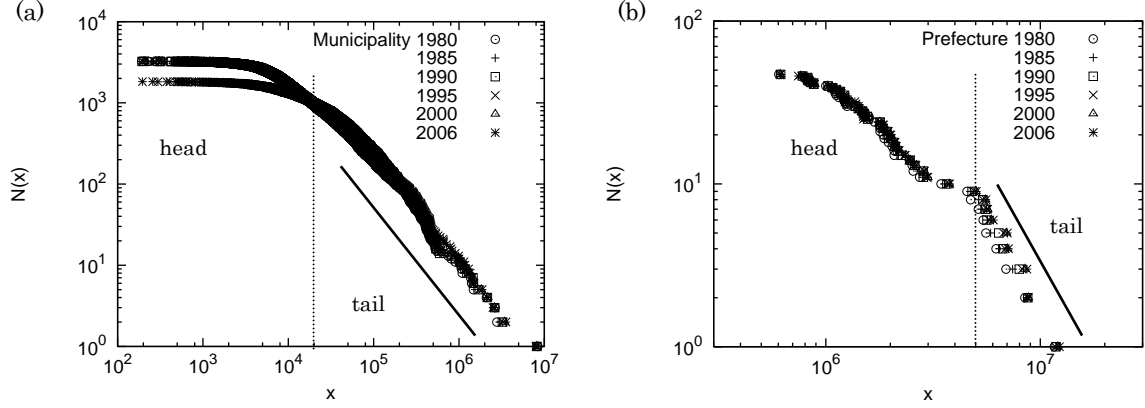 (a)
10^4
10^3
10^2
10^1
10^0
10^2 10^3 10^4 10^5 10^6 10^7
N(x)
x
Municipality 1980
1985
1990
1995
2000
2006
head
tail
(b)
10^2
10^1
10^0
10^6 10^7
N(x)
x
Prefecture 1980
1985
1990
1995
2000
2006
head
tail